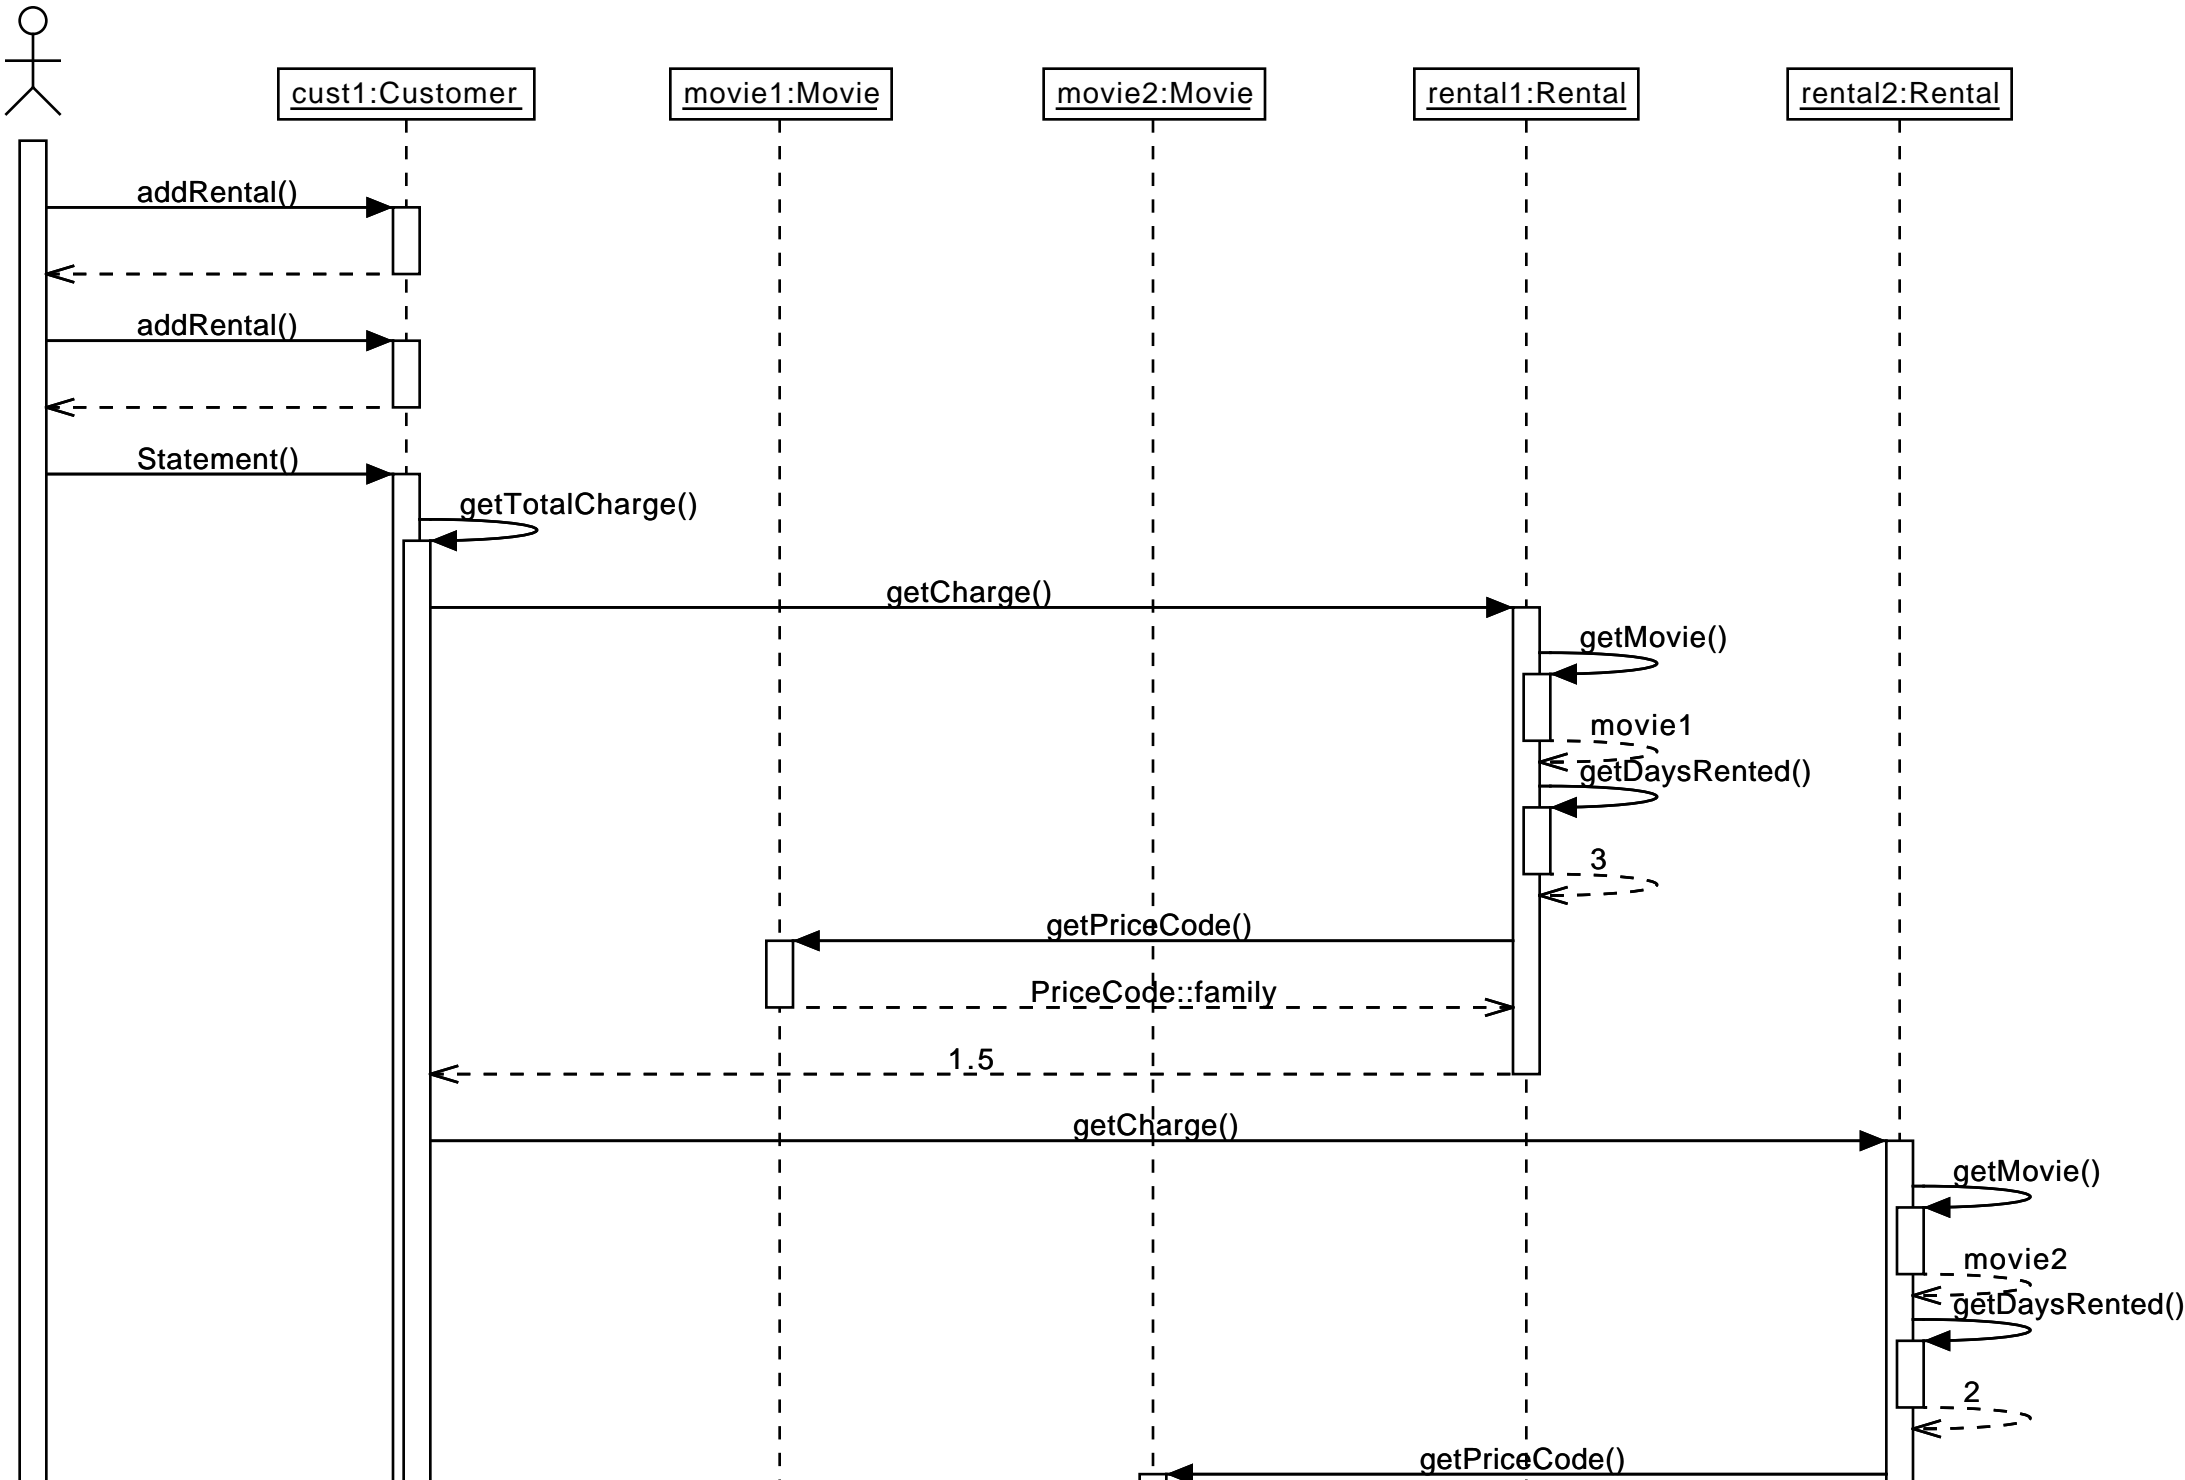 cust1:Customer
movie1:Movie
movie2:Movie
rental1:Rental
rental2:Rental
addRental()
addRental()
Statement()
getTotalCharge()
getCharge()
getMovie()
movie1
getDaysRented()
3
getPriceCode()
PriceCode::family
1.5
getCharge()
getMovie()
movie2
getDaysRented()
2
getPriceCode()